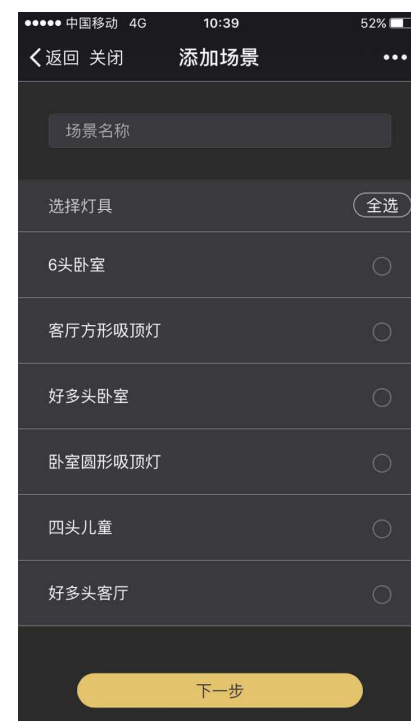 中国移动 4G 10:39 52%
返回 关闭 添加场景
场景名称
选择灯具 全选
6头卧室
客厅方形吸顶灯
好多头卧室
卧室圆形吸顶灯
四头儿童
好多头客厅
下一步